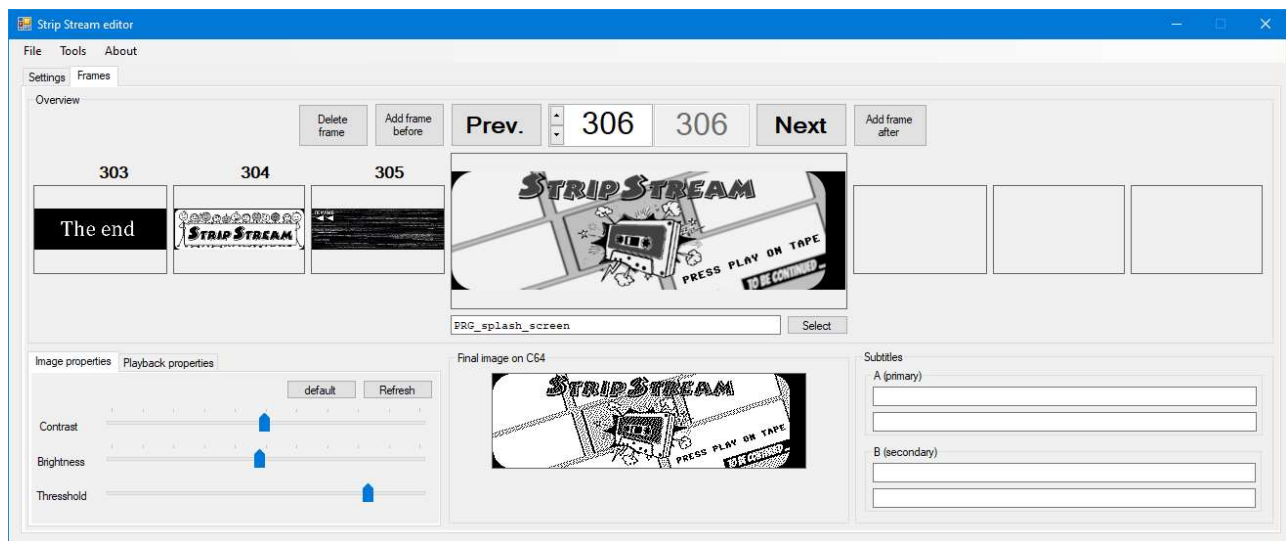 Strip Stream editor
File Tools About
Settings Frames
Overview
Delete frame
Add frame before
Prev.
306
306
Next
Add frame after
303 304 305
The end
STRIP STREAM
STRIP STREAM
PRESS PLAY ON TAPE
TO BE CONTINUED ...
PRG_splash_screen
Select
Image properties Playback properties
default Refresh
Contrast
Brightness
Thresshold
Final image on C64
STRIP STREAM
PRESS PLAY ON TAPE
TO BE CONTINUED ...
Subtitles
A (primary)
B (secondary)